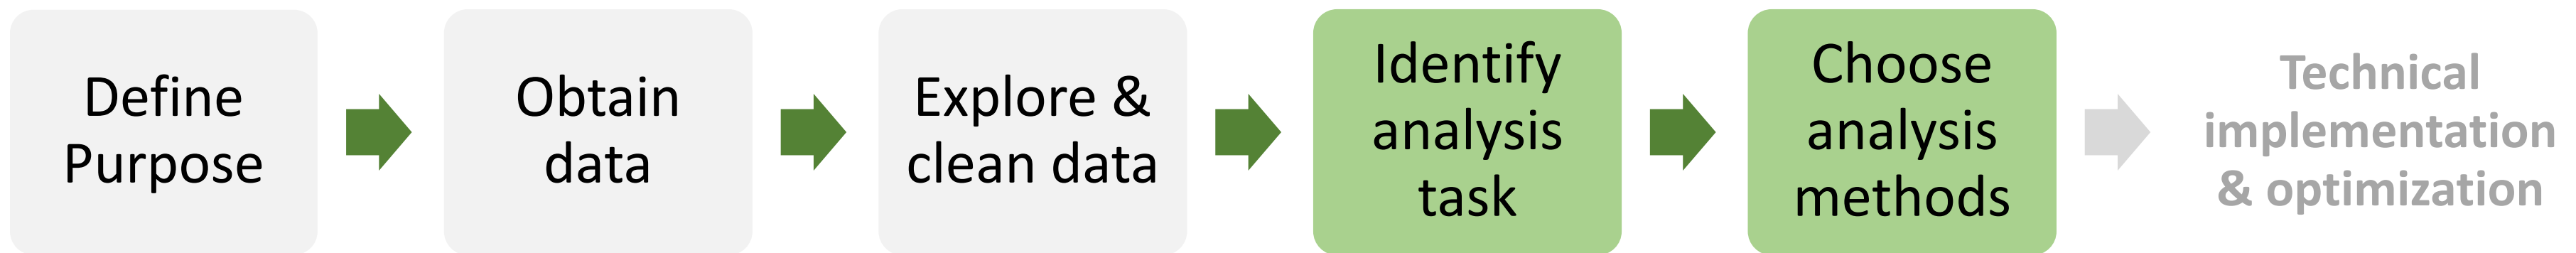 Define
Purpose
Obtain
data
Explore &
clean data
Identify
analysis
task
Choose
analysis
methods
Technical
implementation
& optimization